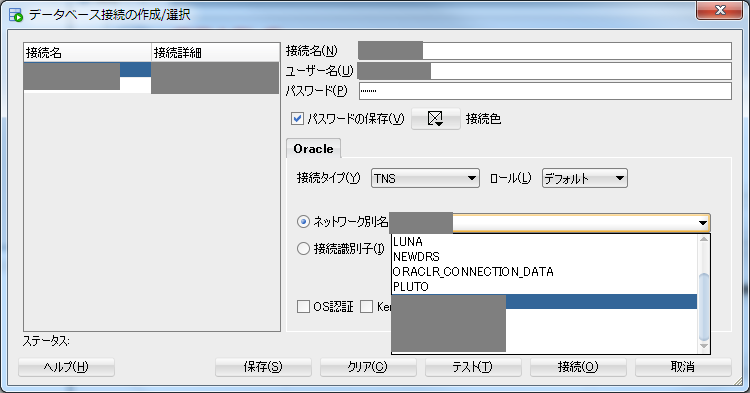 データベース接続の作成/選択
接続名 接続詳細
接続名(N)
ユーザー名(U)
パスワード(P) ••••••••
パスワードの保存(V) 接続色
Oracle
接続タイプ(Y) TNS ロール(L) デフォルト
ネットワーク別名
接続識別子(I)
LUNA
NEWDRS
ORACLR_CONNECTION_DATA
PLUTO
OS認証 Ker
ステータス:
ヘルプ(H) 保存(S) クリア(C) テスト(T) 接続(O) 取消